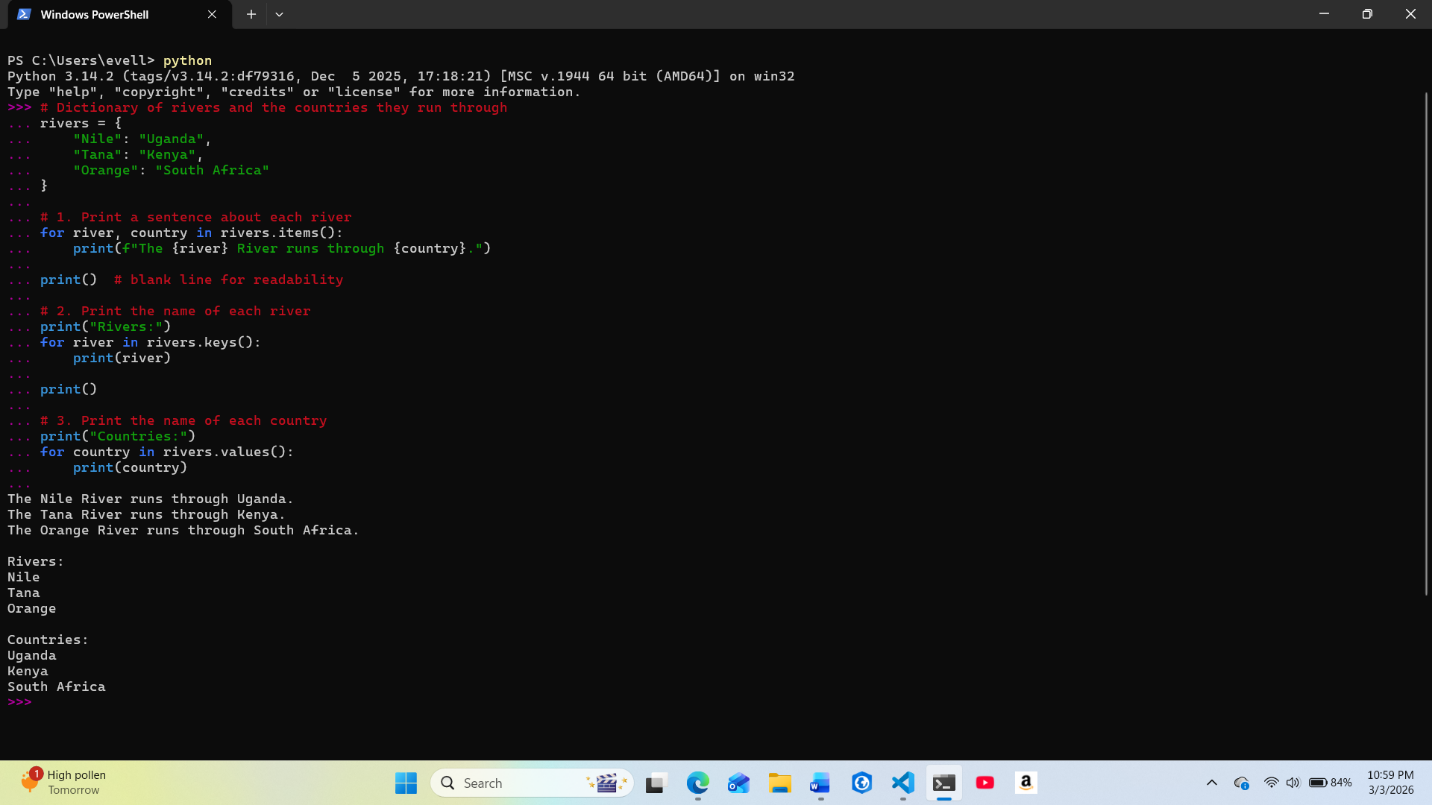 Windows PowerShell
PS C:\Users\evell> python
Python 3.14.2 (tags/v3.14.2:df79316, Dec  5 2025, 17:18:21) [MSC v.1944 64 bit (AMD64)] on win32
Type "help", "copyright", "credits" or "license" for more information.
>>> # Dictionary of rivers and the countries they run through
... rivers = {
...     "Nile": "Uganda",
...     "Tana": "Kenya",
...     "Orange": "South Africa"
... }
...
... # 1. Print a sentence about each river
... for river, country in rivers.items():
...     print(f"The {river} River runs through {country}.")
...
... print()  # blank line for readability
...
... # 2. Print the name of each river
... print("Rivers:")
... for river in rivers.keys():
...     print(river)
...
... print()
...
... # 3. Print the name of each country
... print("Countries:")
... for country in rivers.values():
...     print(country)
...
The Nile River runs through Uganda.
The Tana River runs through Kenya.
The Orange River runs through South Africa.

Rivers:
Nile
Tana
Orange

Countries:
Uganda
Kenya
South Africa
>>>
1 High pollen
Tomorrow
Search
84%
10:59 PM
3/3/2026